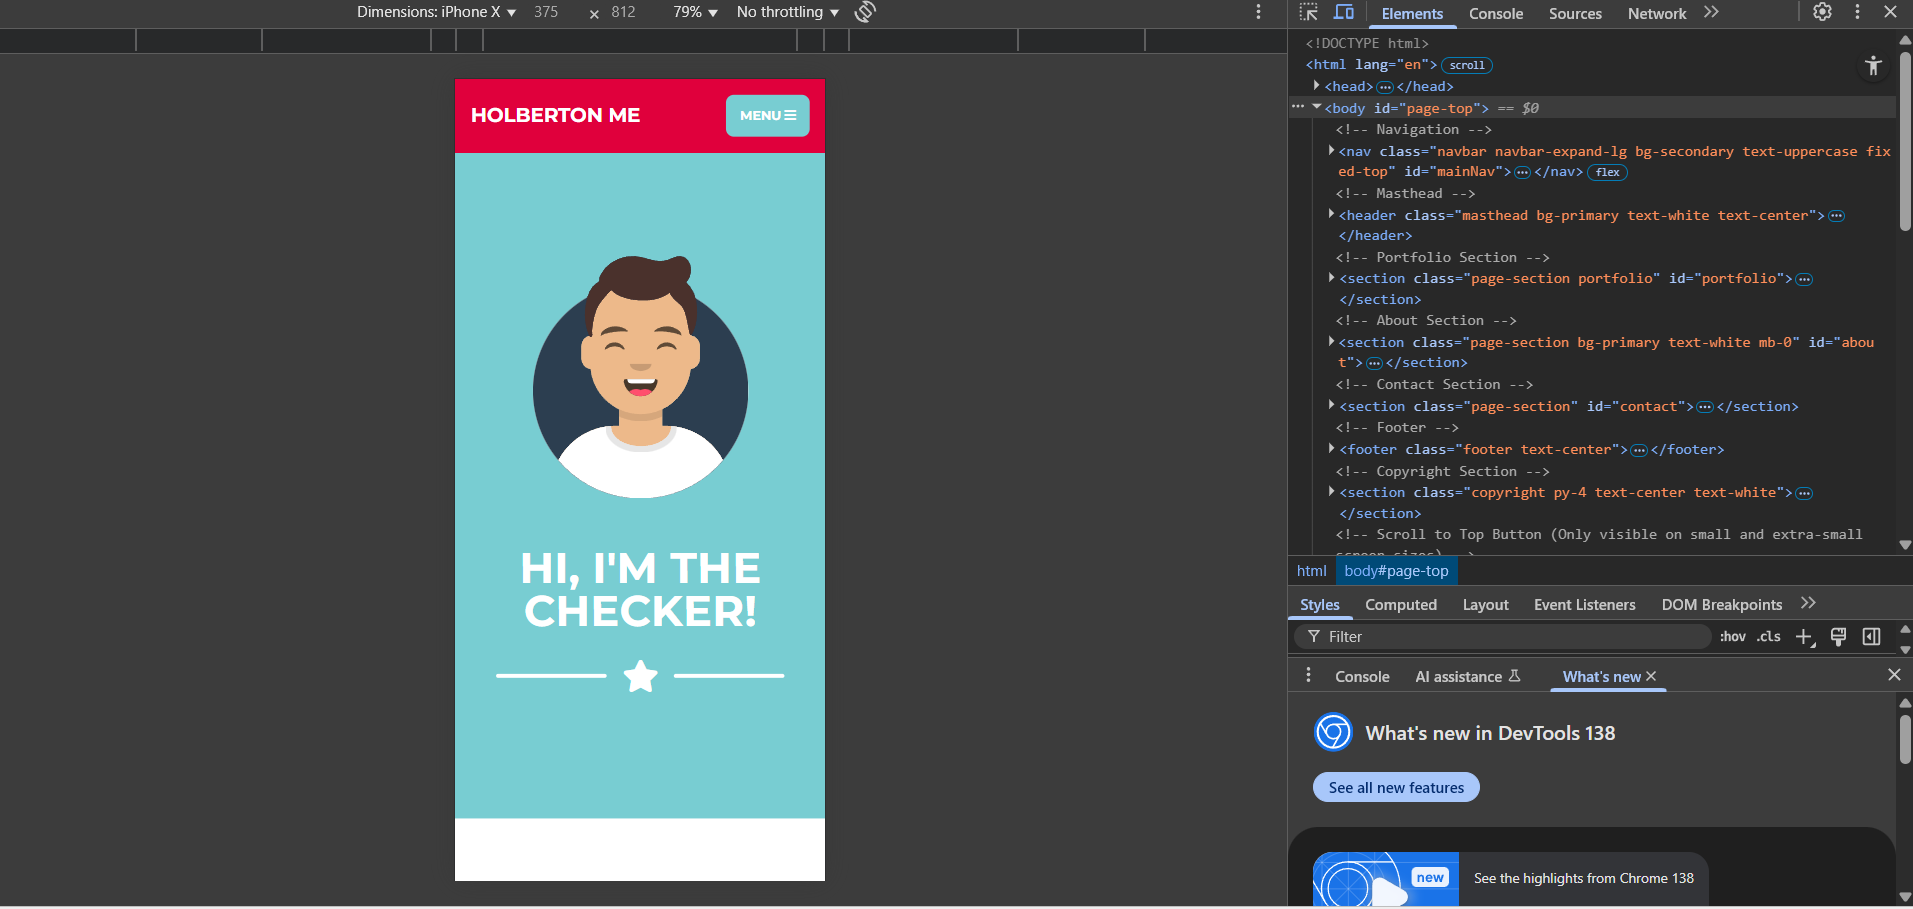 Dimensions: iPhone X ▼ 375 × 812 79% ▼ No throttling ▼
Elements Console Sources Network
HOLBERTON ME
MENU
HI, I'M THE
CHECKER!
<!DOCTYPE html>
<html lang="en"> scroll
<head> ··· </head>
··· <body id="page-top"> == $0
<!-- Navigation -->
<nav class="navbar navbar-expand-lg bg-secondary text-uppercase fix
ed-top" id="mainNav"> ··· </nav> flex
<!-- Masthead -->
<header class="masthead bg-primary text-white text-center"> ···
</header>
<!-- Portfolio Section -->
<section class="page-section portfolio" id="portfolio"> ···
</section>
<!-- About Section -->
<section class="page-section bg-primary text-white mb-0" id="abou
t"> ··· </section>
<!-- Contact Section -->
<section class="page-section" id="contact"> ··· </section>
<!-- Footer -->
<footer class="footer text-center"> ··· </footer>
<!-- Copyright Section -->
<section class="copyright py-4 text-center text-white"> ···
</section>
<!-- Scroll to Top Button (Only visible on small and extra-small
screen sizes) -->
html body#page-top
Styles Computed Layout Event Listeners DOM Breakpoints
Filter :hov .cls
Console AI assistance What's new
What's new in DevTools 138
See all new features
new
See the highlights from Chrome 138